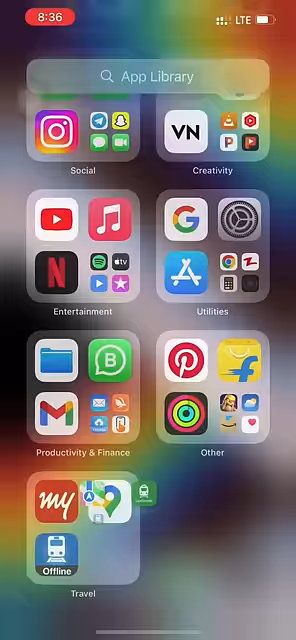 8:36
LTE
App Library
VN
Social
Creativity
Entertainment
Utilities
Productivity & Finance
Other
my
Offline
Travel